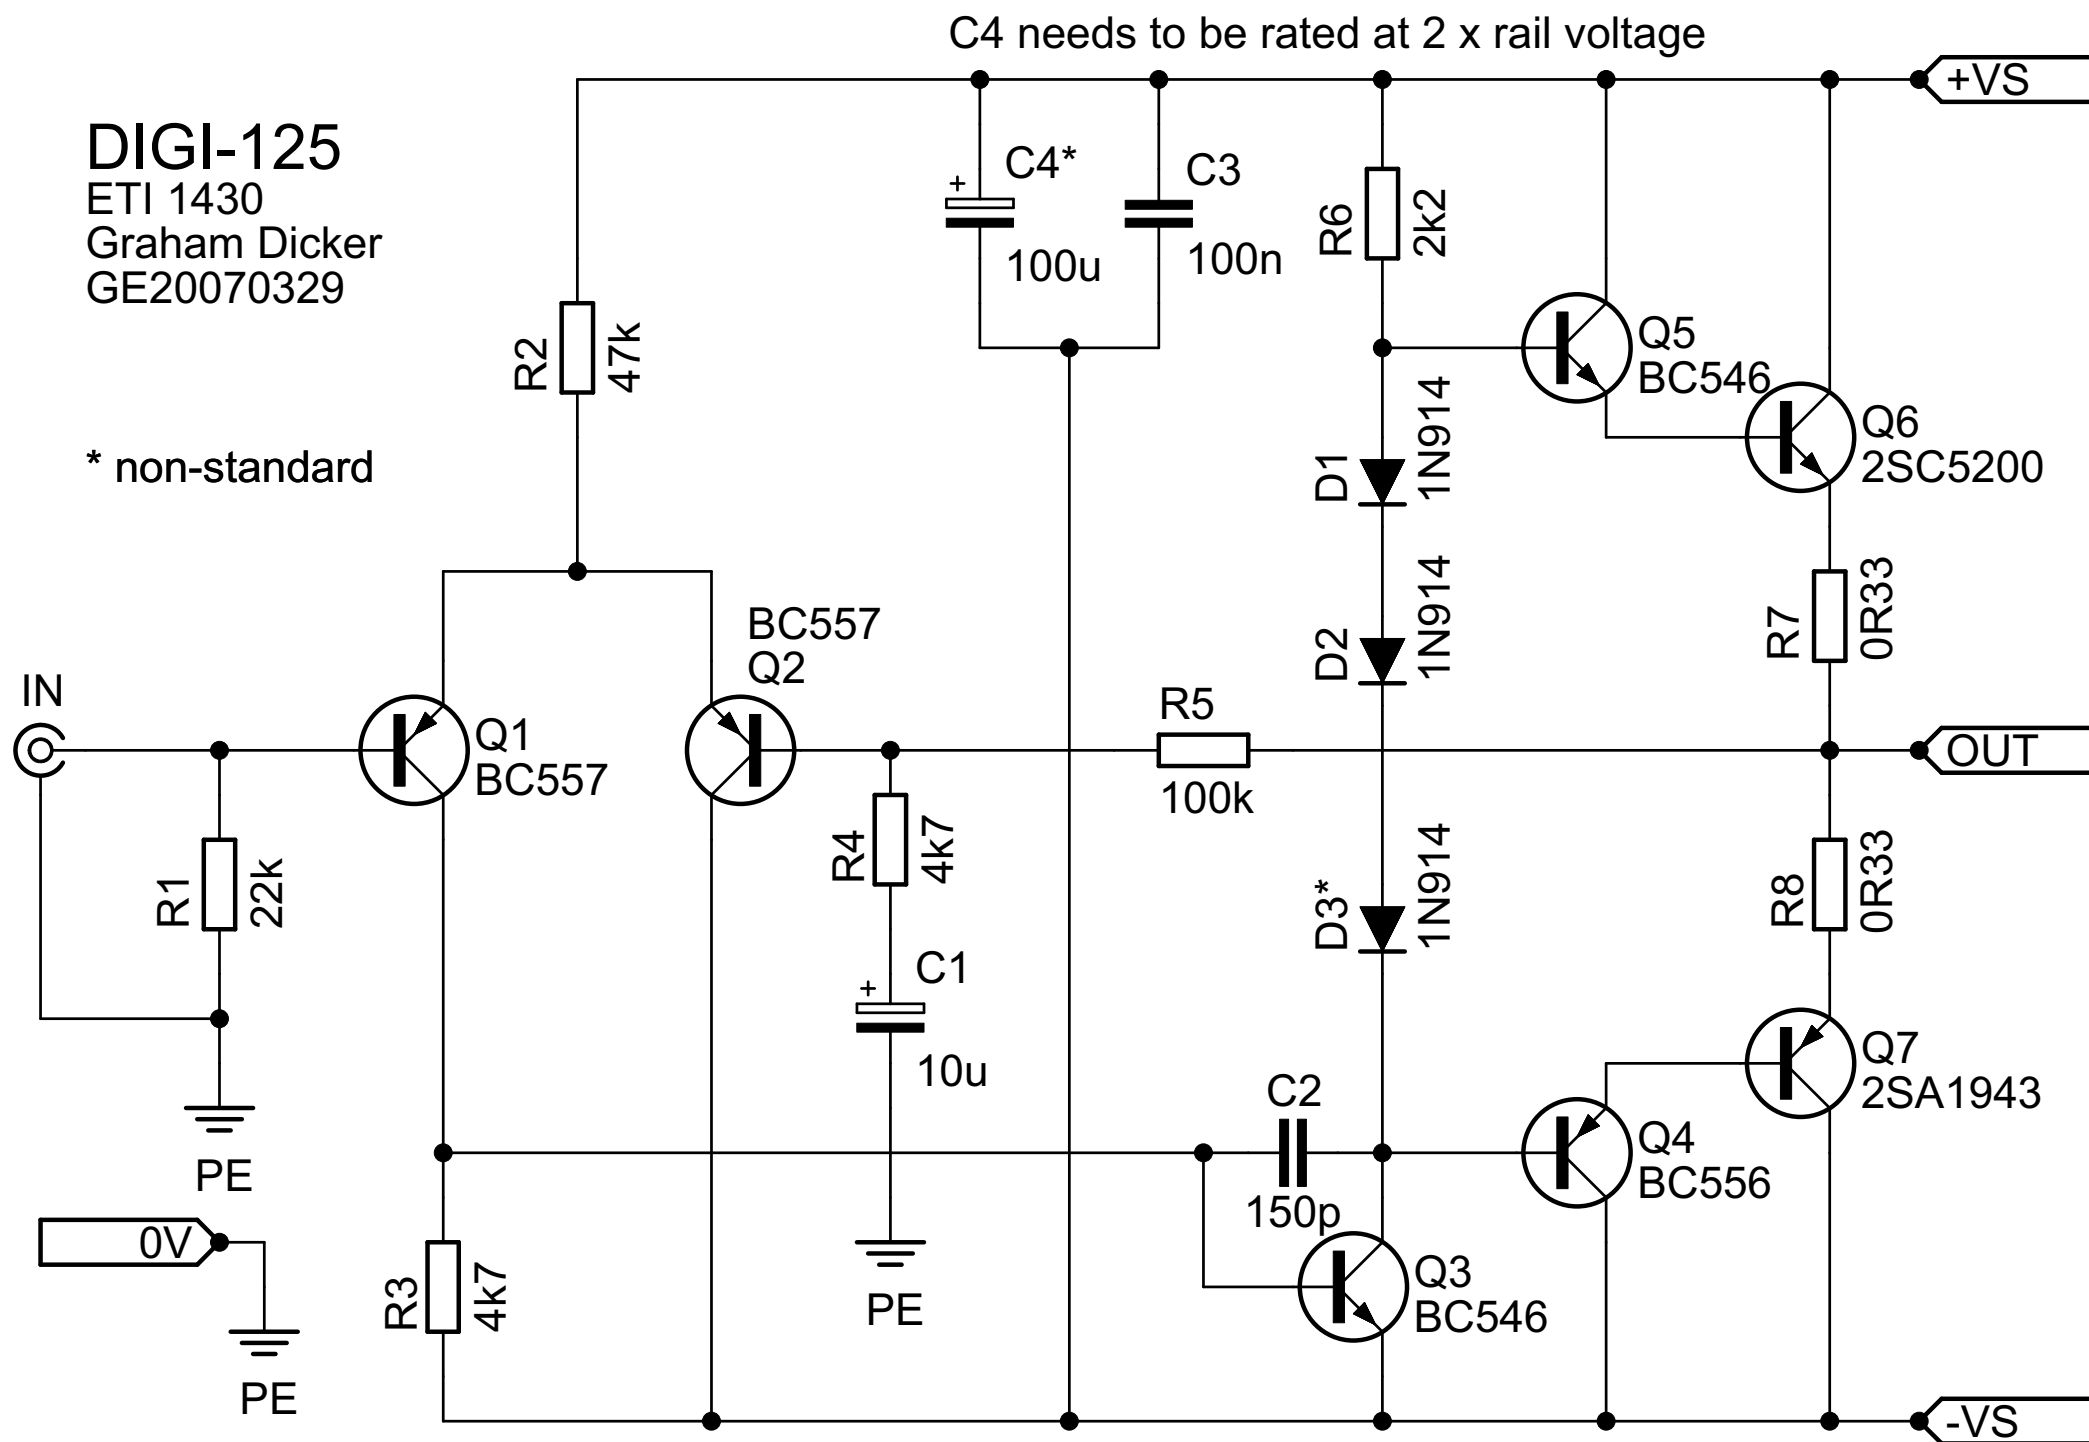 C4 needs to be rated at 2 x rail voltage
+VS
DIGI-125
ETI 1430
Graham Dicker
GE20070329
* non-standard
C4*
+
100u
C3
100n
R6
2k2
R2
47k
Q5
BC546
Q6
2SC5200
D1
1N914
D2
1N914
R7
0R33
BC557
Q2
IN
Q1
BC557
R5
100k
OUT
R1
22k
R4
4k7
D3*
1N914
R8
0R33
C1
+
10u
C2
150p
Q7
2SA1943
Q4
BC556
PE
0V
PE
R3
4k7
PE
Q3
BC546
-VS